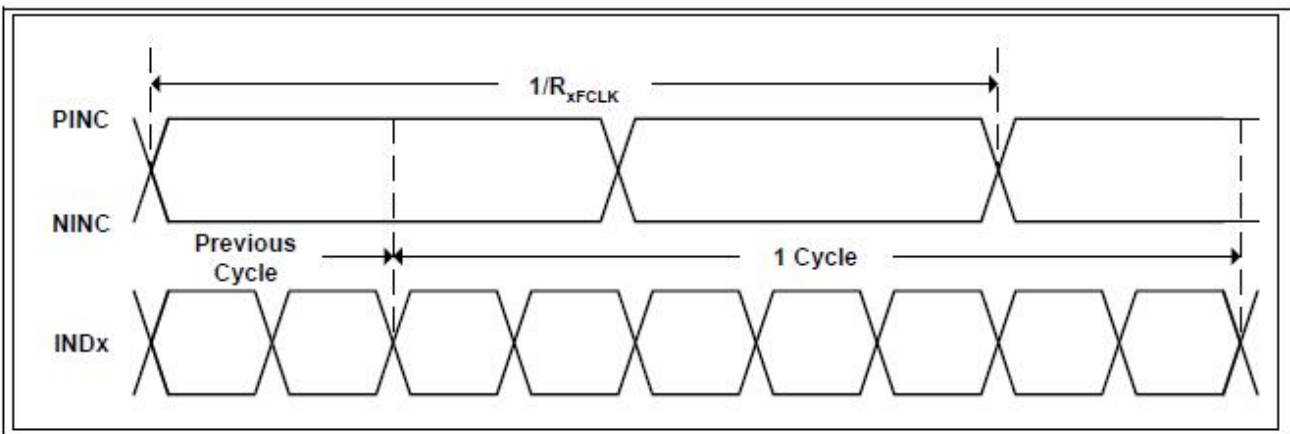 1/RxFCLK
PINC
NINC
Previous
Cycle
1 Cycle
INDx